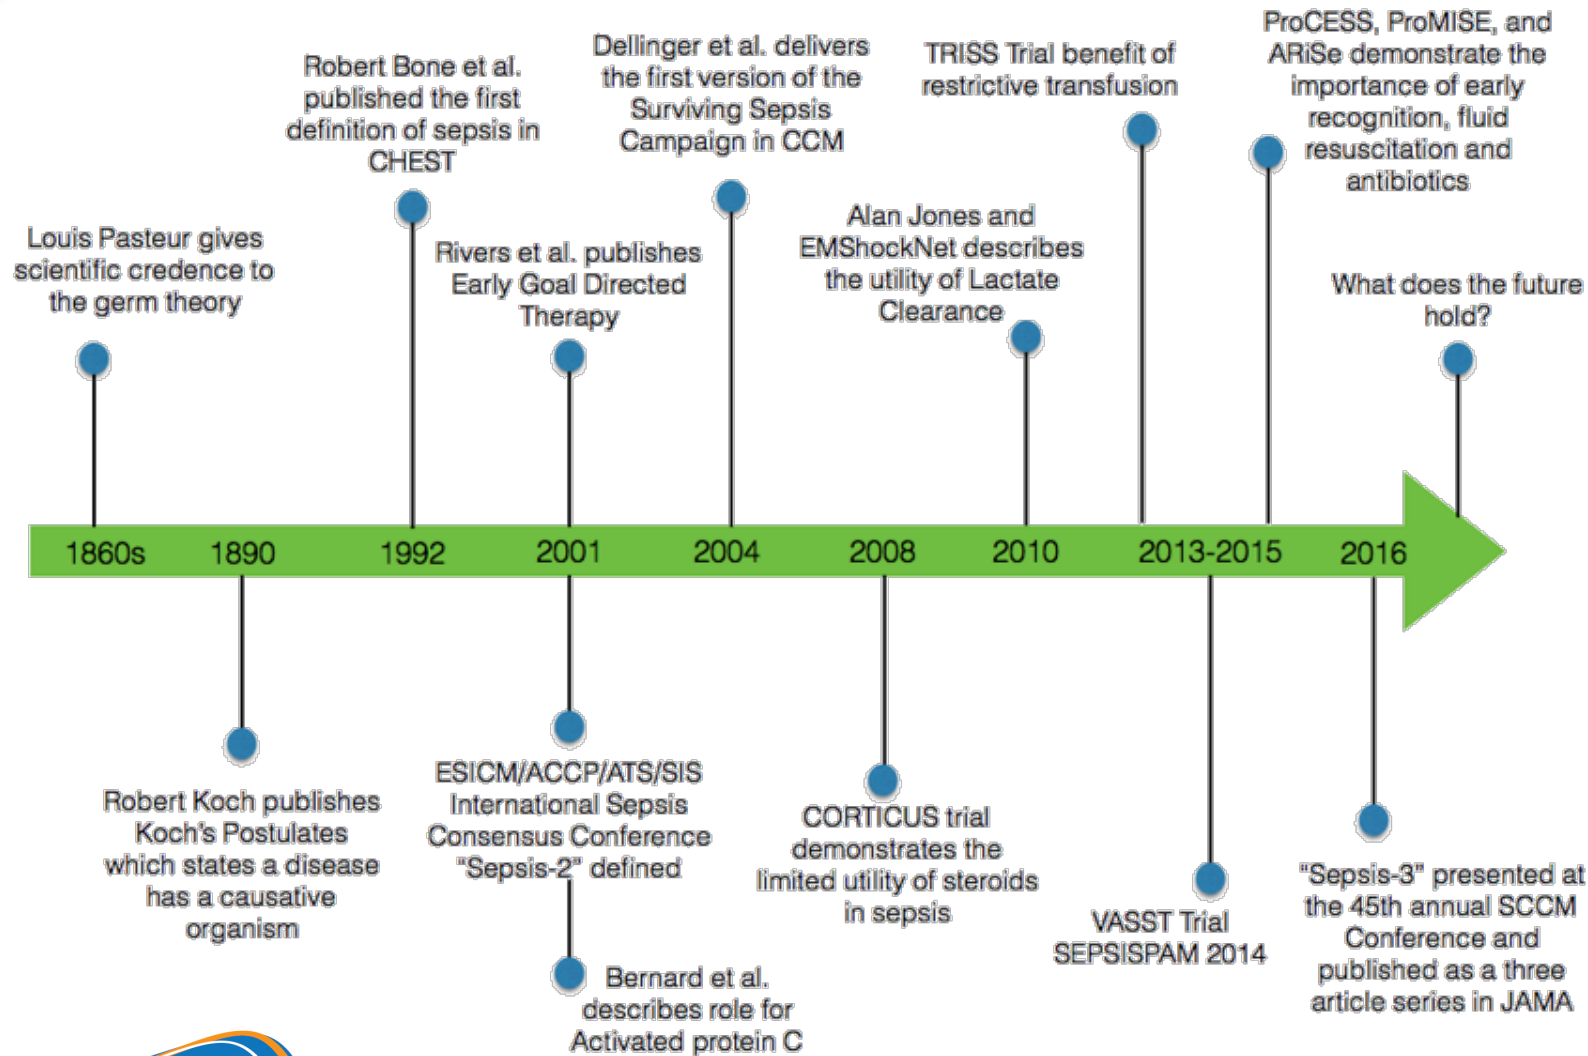 Louis Pasteur gives
scientific credence to
the germ theory
Robert Bone et al.
published the first
definition of sepsis in
CHEST
Rivers et al. publishes
Early Goal Directed
Therapy
Dellinger et al. delivers
the first version of the
Surviving Sepsis
Campaign in CCM
Alan Jones and
EMShockNet describes
the utility of Lactate
Clearance
TRISS Trial benefit of
restrictive transfusion
ProCESS, ProMISE, and
ARiSe demonstrate the
importance of early
recognition, fluid
resuscitation and
antibiotics
What does the future
hold?
1860s 1890 1992 2001 2004 2008 2010 2013-2015 2016
Robert Koch publishes
Koch's Postulates
which states a disease
has a causative
organism
ESICM/ACCP/ATS/SIS
International Sepsis
Consensus Conference
"Sepsis-2" defined
Bernard et al.
describes role for
Activated protein C
CORTICUS trial
demonstrates the
limited utility of steroids
in sepsis
VASST Trial
SEPSISPAM 2014
"Sepsis-3" presented at
the 45th annual SCCM
Conference and
published as a three
article series in JAMA